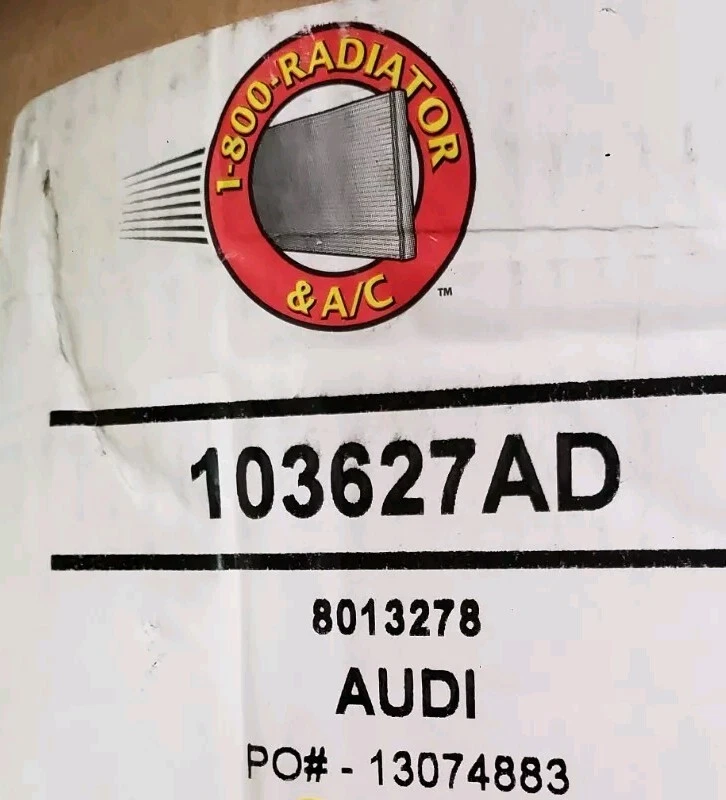 1-800-RADIATOR
& A/C
™
103627AD
8013278
AUDI
PO# - 13074883